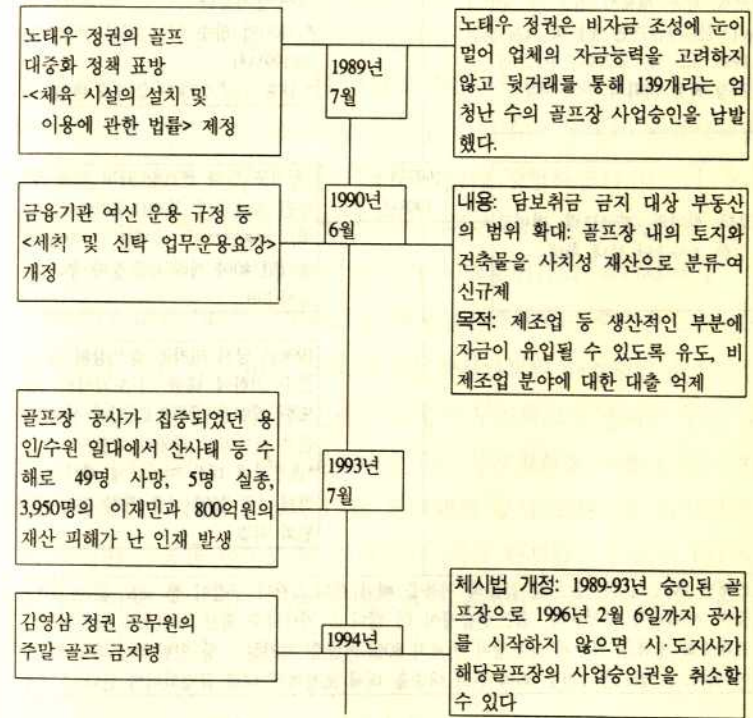 노태우 정권의 골프
대중화 정책 표방
-<체육 시설의 설치 및
이용에 관한 법률> 제정
1989년
7월
노태우 정권은 비자금 조성에 눈이
멀어 업체의 자금능력을 고려하지
않고 뒷거래를 통해 139개라는 엄
청난 수의 골프장 사업승인을 남발
했다.
금융기관 여신 운용 규정 등
<세칙 및 신탁 업무운용요강>
개정
1990년
6월
내용: 담보취급 금지 대상 부동산
의 범위 확대: 골프장 내의 토지와
건축물을 사치성 재산으로 분류-여
신규제
목적: 제조업 등 생산적인 부분에
자금이 유입될 수 있도록 유도, 비
제조업 분야에 대한 대출 억제
골프장 공사가 집중되었던 용
인/수원 일대에서 산사태 등 수
해로 49명 사망, 5명 실종,
3,950명의 이재민과 800억원의
재산 피해가 난 인재 발생
1993년
7월
김영삼 정권 공무원의
주말 골프 금지령
1994년
체시법 개정: 1989-93년 승인된 골
프장으로 1996년 2월 6일까지 공사
를 시작하지 않으면 시·도지사가
해당골프장의 사업승인권을 취소할
수 있다